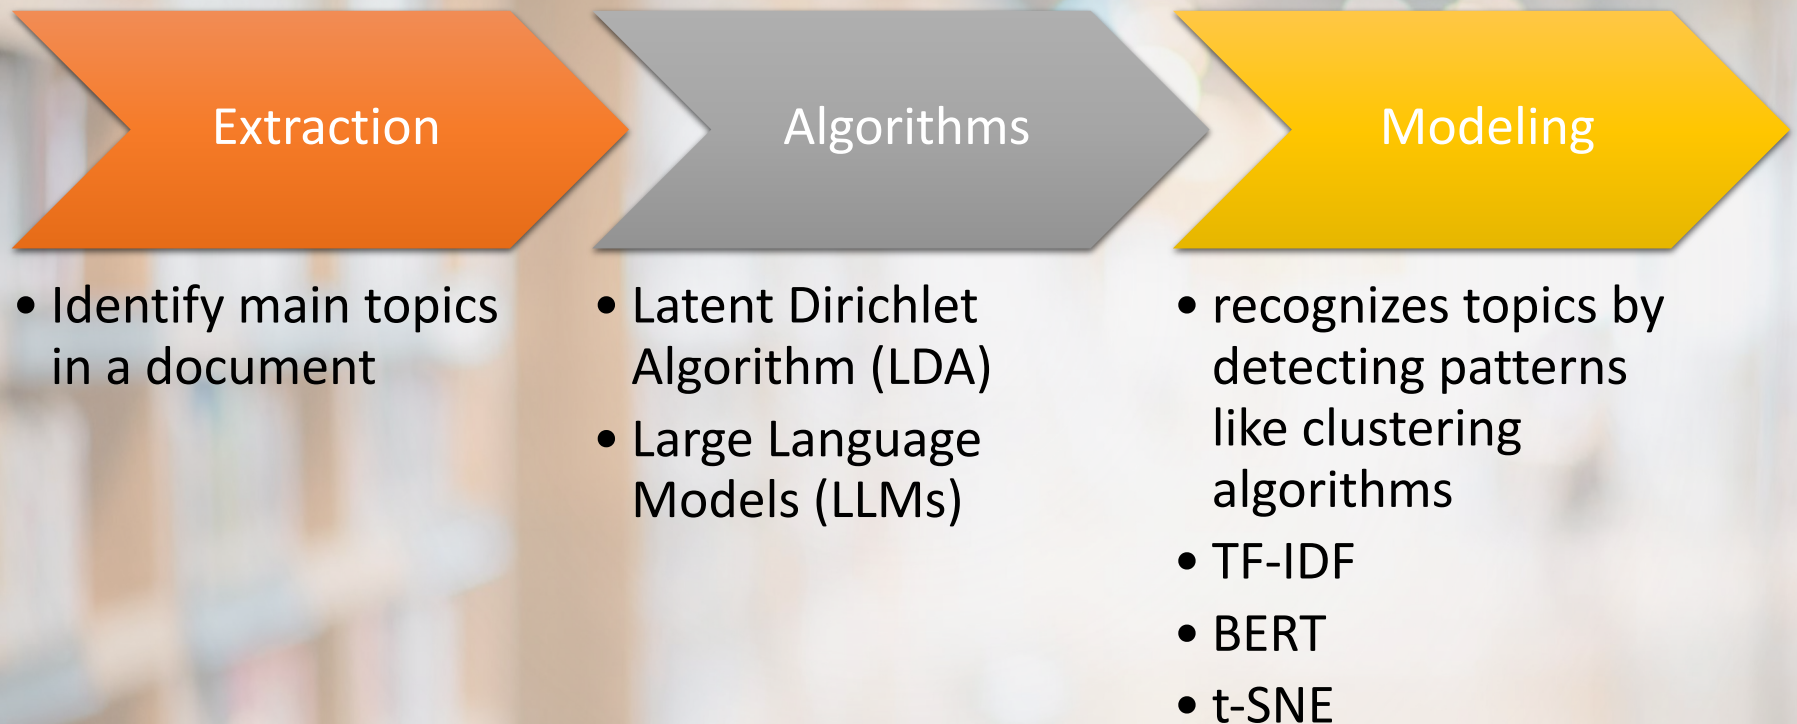 Extraction
Algorithms
Modeling
• Identify main topics
in a document
• Latent Dirichlet
Algorithm (LDA)
• Large Language
Models (LLMs)
• recognizes topics by
detecting patterns
like clustering
algorithms
• TF-IDF
• BERT
• t-SNE